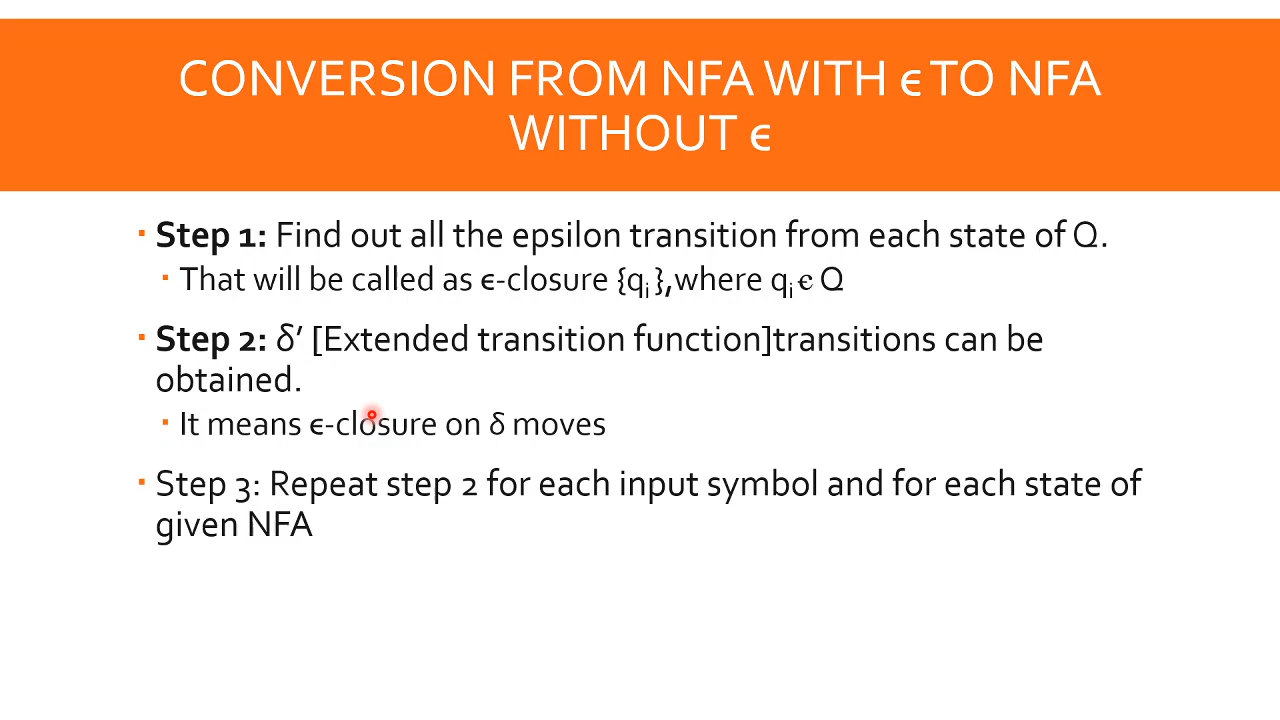 CONVERSION FROM NFA WITH ϵ TO NFA
WITHOUT ϵ
Step 1: Find out all the epsilon transition from each state of Q.
That will be called as ϵ-closure {qᵢ},where qᵢ ϵ Q
Step 2: δ’ [Extended transition function]transitions can be
obtained.
It means ϵ-closure on δ moves
Step 3: Repeat step 2 for each input symbol and for each state of
given NFA